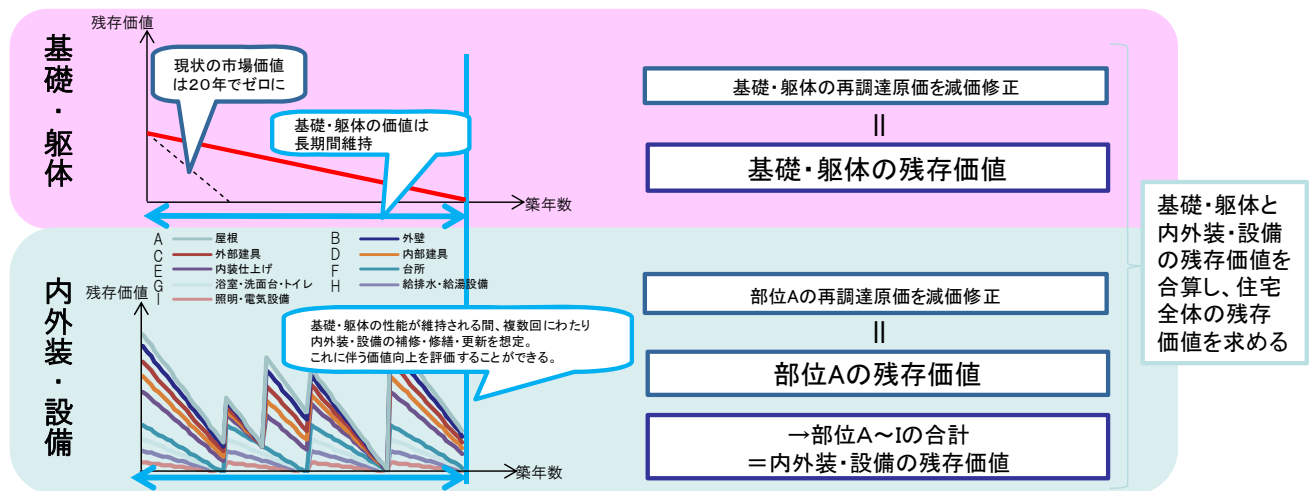 基礎・躯体
残存価値
現状の市場価値
は20年でゼロに
基礎・躯体の価値は
長期間維持
築年数
基礎・躯体の再調達原価を減価修正
＝
基礎・躯体の残存価値
内外装・設備
A 屋根
B 外壁
C 外部建具
D 内部建具
E 内装仕上げ
F 台所
G 浴室・洗面台・トイレ
H 給排水・給湯設備
I 照明・電気設備
残存価値
基礎・躯体の性能が維持される間、複数回にわたり
内外装・設備の補修・修繕・更新を想定。
これに伴う価値向上を評価することができる。
築年数
部位Aの再調達原価を減価修正
＝
部位Aの残存価値
→部位A～Iの合計
＝内外装・設備の残存価値
基礎・躯体と
内外装・設備
の残存価値を
合算し、住宅
全体の残存
価値を求める